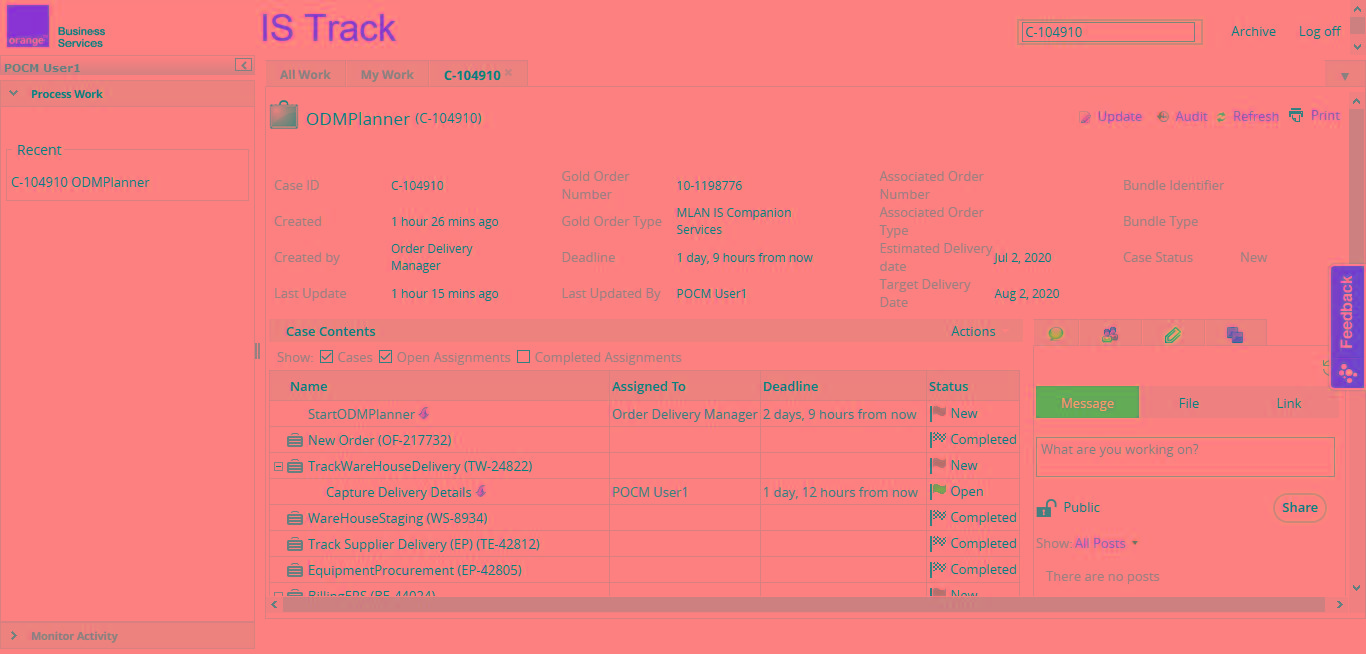 orange™
Business
Services
IS Track
C-104910
Archive
Log off
POCM User1
Process Work
Recent
C-104910 ODMPlanner
Monitor Activity
All Work
My Work
C-104910
ODMPlanner (C-104910)
Update
Audit
Refresh
Print
Case ID
C-104910
Gold Order
Number
10-1198776
Associated Order
Number
Bundle Identifier
Created
1 hour 26 mins ago
Gold Order Type
MLAN IS Companion
Services
Associated Order
Type
Bundle Type
Created by
Order Delivery
Manager
Deadline
1 day, 9 hours from now
Estimated Delivery
date
Jul 2, 2020
Case Status
New
Last Update
1 hour 15 mins ago
Last Updated By
POCM User1
Target Delivery
Date
Aug 2, 2020
Case Contents
Actions
Show: Cases Open Assignments Completed Assignments
Name Assigned To Deadline Status
StartODMPlanner Order Delivery Manager 2 days, 9 hours from now New
New Order (OF-217732) Completed
TrackWareHouseDelivery (TW-24822) New
Capture Delivery Details POCM User1 1 day, 12 hours from now Open
WareHouseStaging (WS-8934) Completed
Track Supplier Delivery (EP) (TE-42812) Completed
EquipmentProcurement (EP-42805) Completed
New
Feedback
Message
File
Link
What are you working on?
Public
Share
Show: All Posts
There are no posts